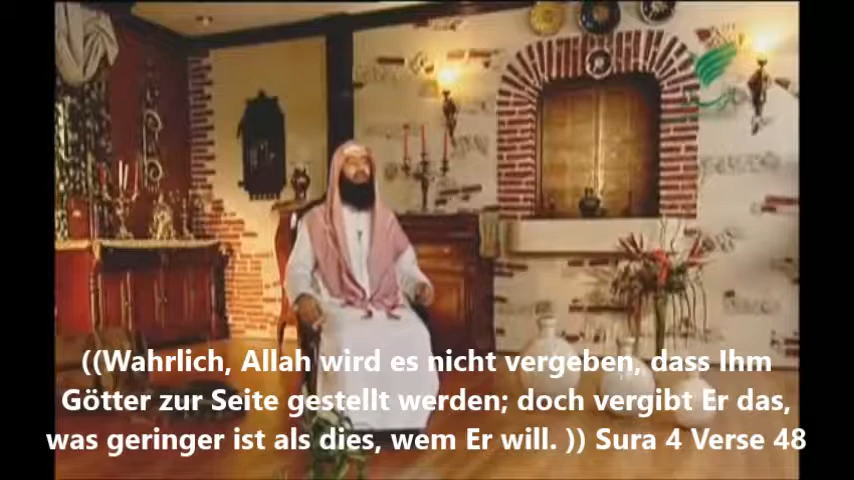 ((Wahrlich, Allah wird es nicht vergeben, dass Ihm
Götter zur Seite gestellt werden; doch vergibt Er das,
was geringer ist als dies, wem Er will. )) Sura 4 Verse 48